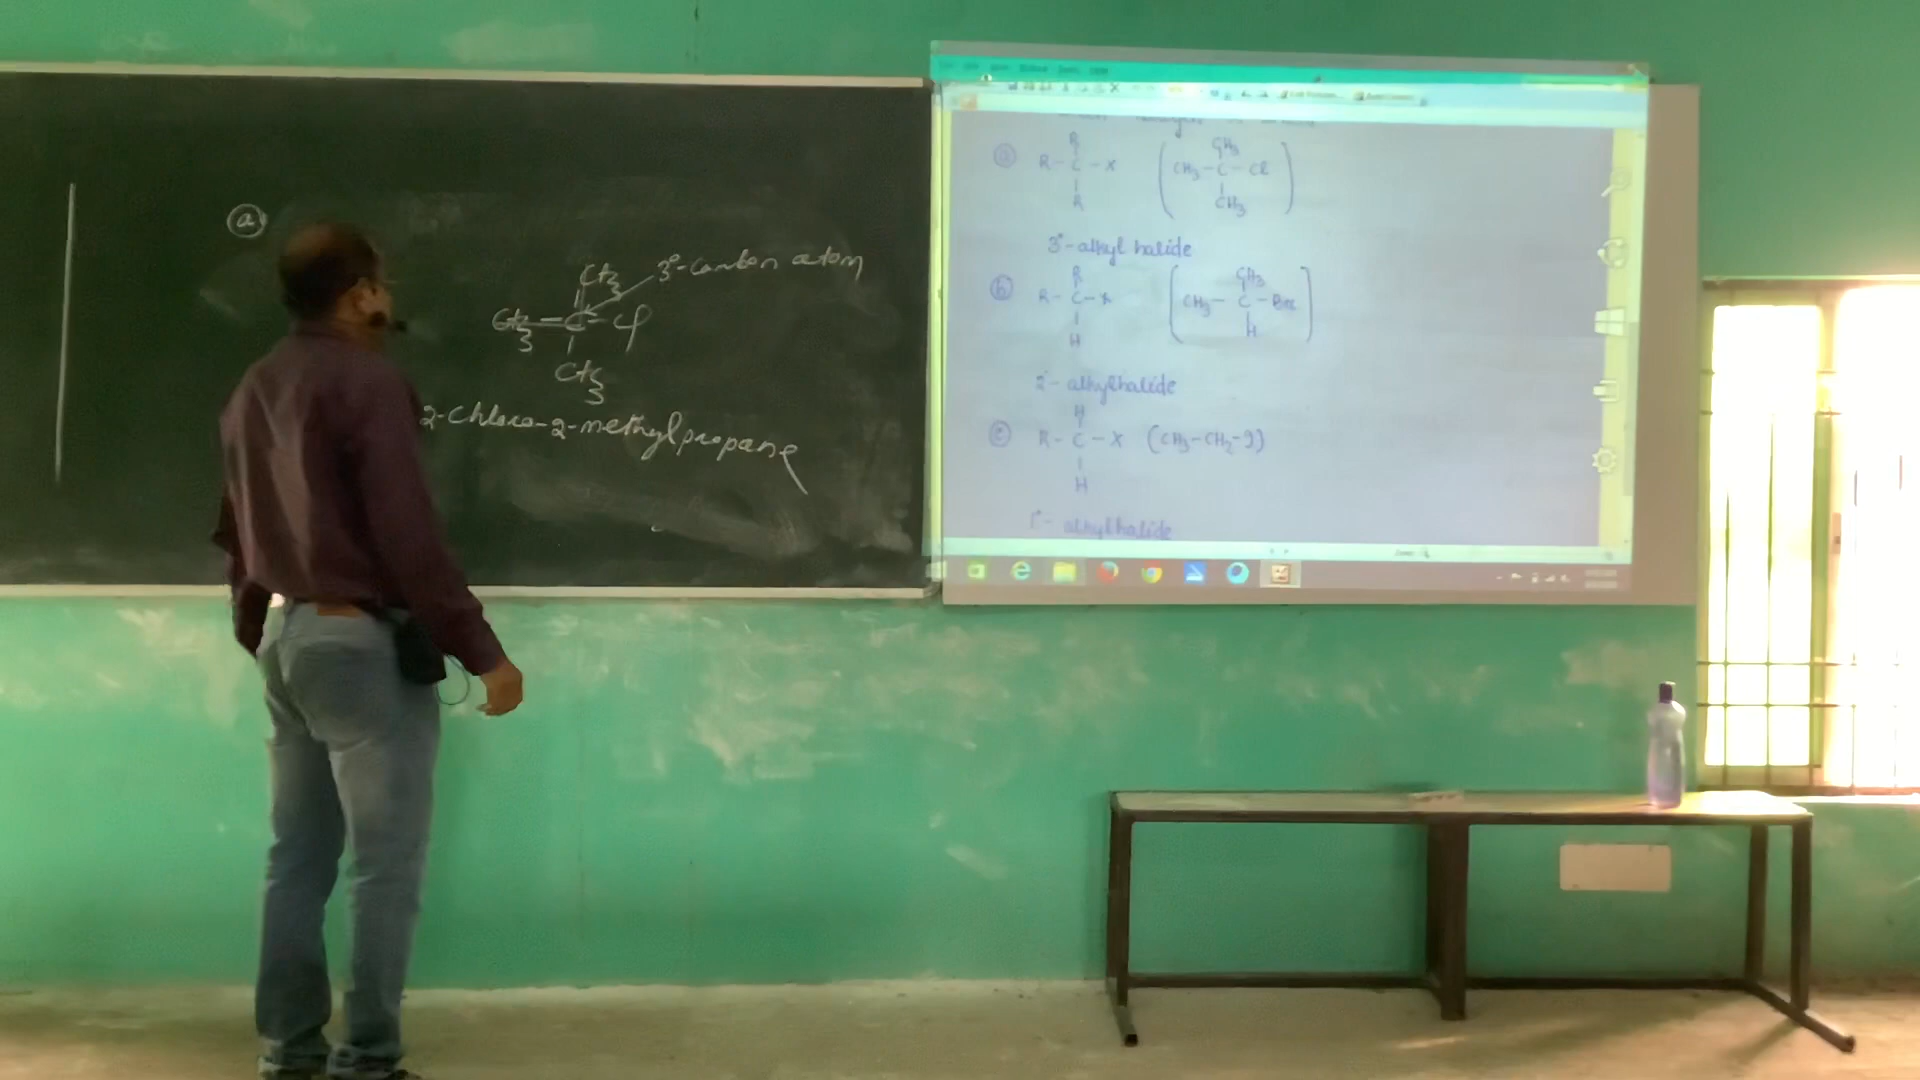 ⓐ
CH3 3°-carbon atom
CH3 — C — Cl
CH3
2-chloro-2-methylpropane
ⓐ R CH3
R - C - X CH3 - C - Cl
R CH3
3°-alkyl halide
ⓑ R CH3
R - C - X CH3 - C - Br
H H
2°- alkylhalide
H
ⓒ R - C - X (CH3-CH2-I)
H
1°- alkylhalide